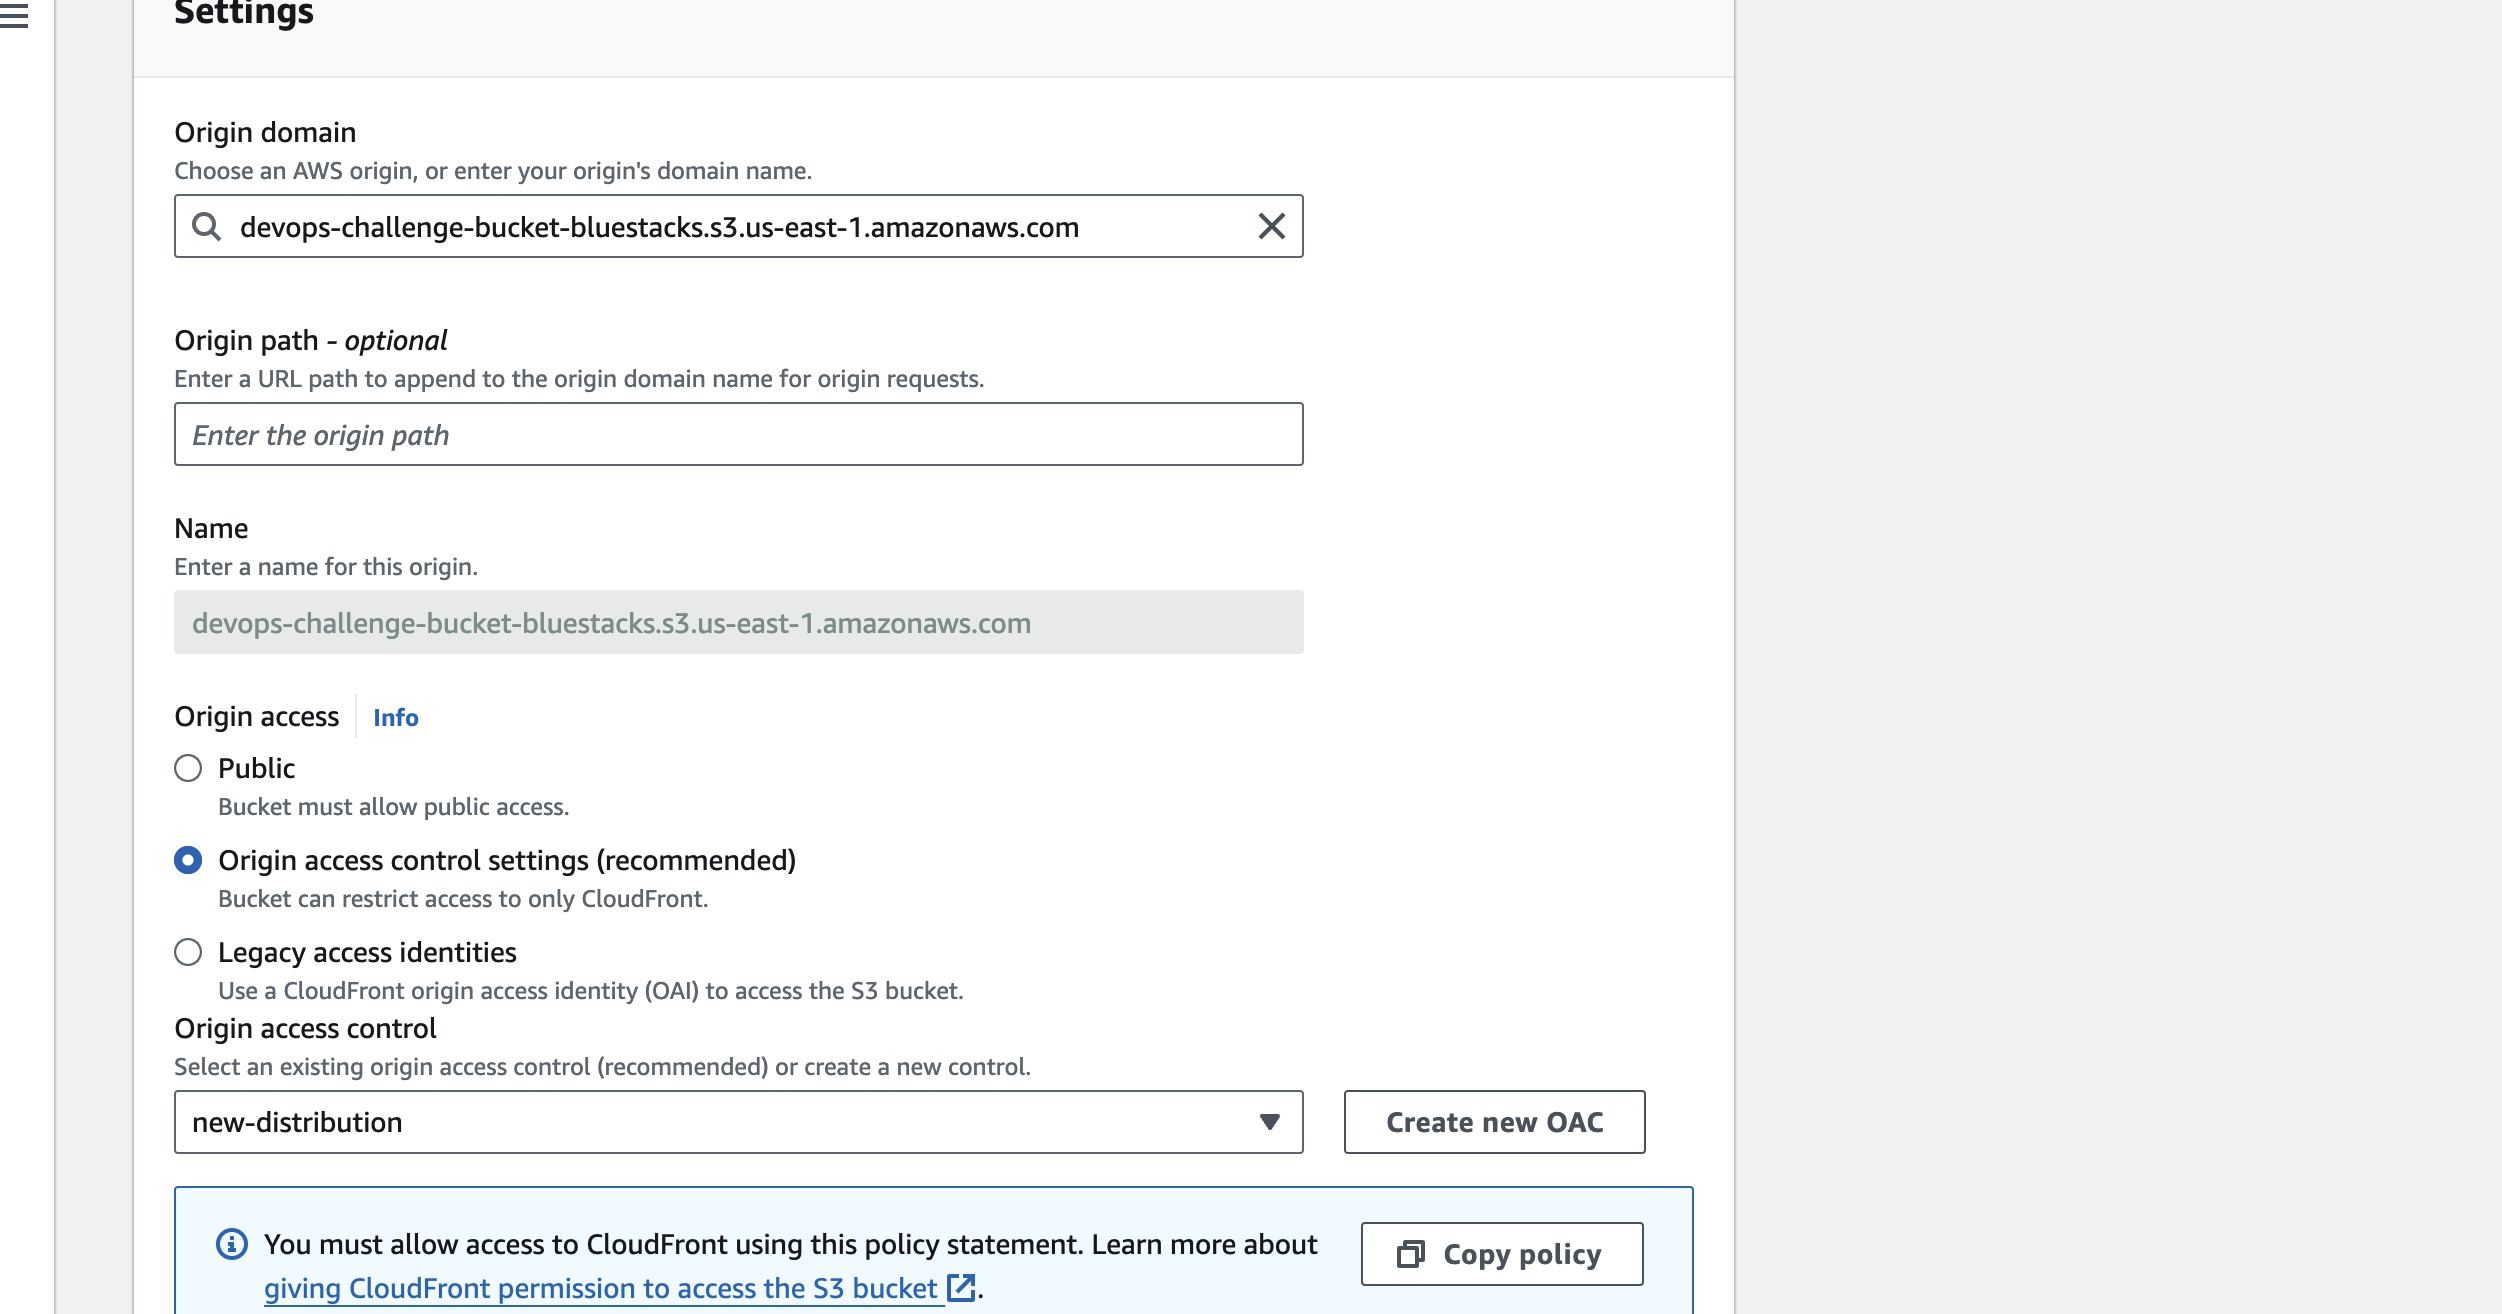 Settings
Origin domain
Choose an AWS origin, or enter your origin's domain name.
devops-challenge-bucket-bluestacks.s3.us-east-1.amazonaws.com
Origin path - optional
Enter a URL path to append to the origin domain name for origin requests.
Enter the origin path
Name
Enter a name for this origin.
devops-challenge-bucket-bluestacks.s3.us-east-1.amazonaws.com
Origin access Info
Public
Bucket must allow public access.
Origin access control settings (recommended)
Bucket can restrict access to only CloudFront.
Legacy access identities
Use a CloudFront origin access identity (OAI) to access the S3 bucket.
Origin access control
Select an existing origin access control (recommended) or create a new control.
new-distribution
Create new OAC
You must allow access to CloudFront using this policy statement. Learn more about
giving CloudFront permission to access the S3 bucket.
Copy policy